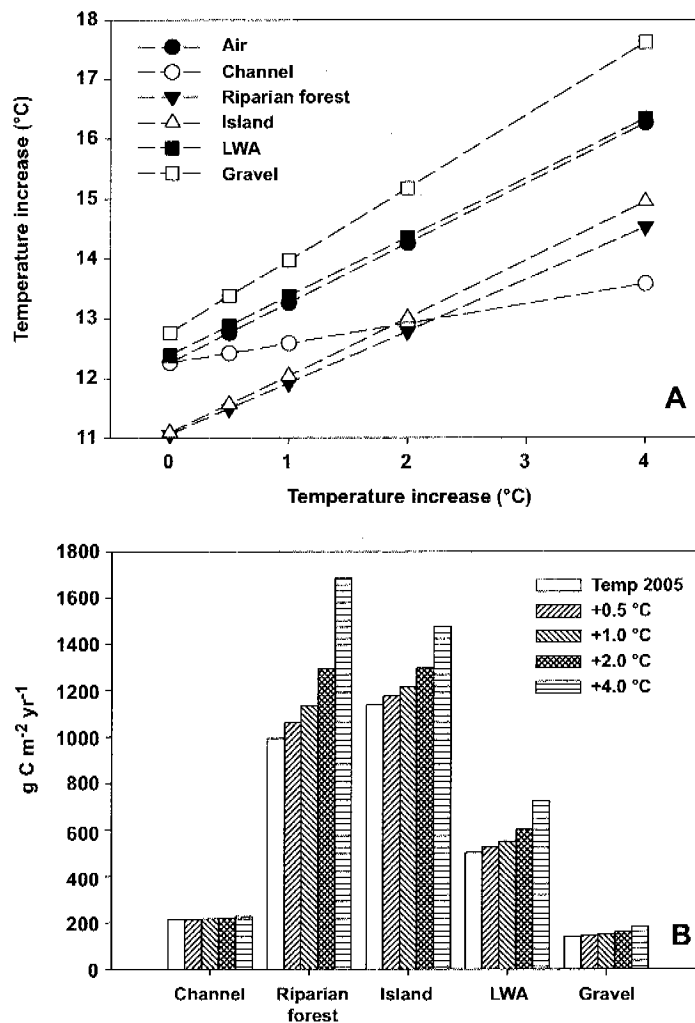 18
17
16
15
14
13
12
11
Temperature increase (°C)
Air
Channel
Riparian forest
Island
LWA
Gravel
A
0 1 2 3 4
Temperature increase (°C)
1800
1600
1400
1200
1000
800
600
400
200
0
g C m-2 yr-1
Temp 2005
+0.5 °C
+1.0 °C
+2.0 °C
+4.0 °C
B
Channel Riparian forest Island LWA Gravel